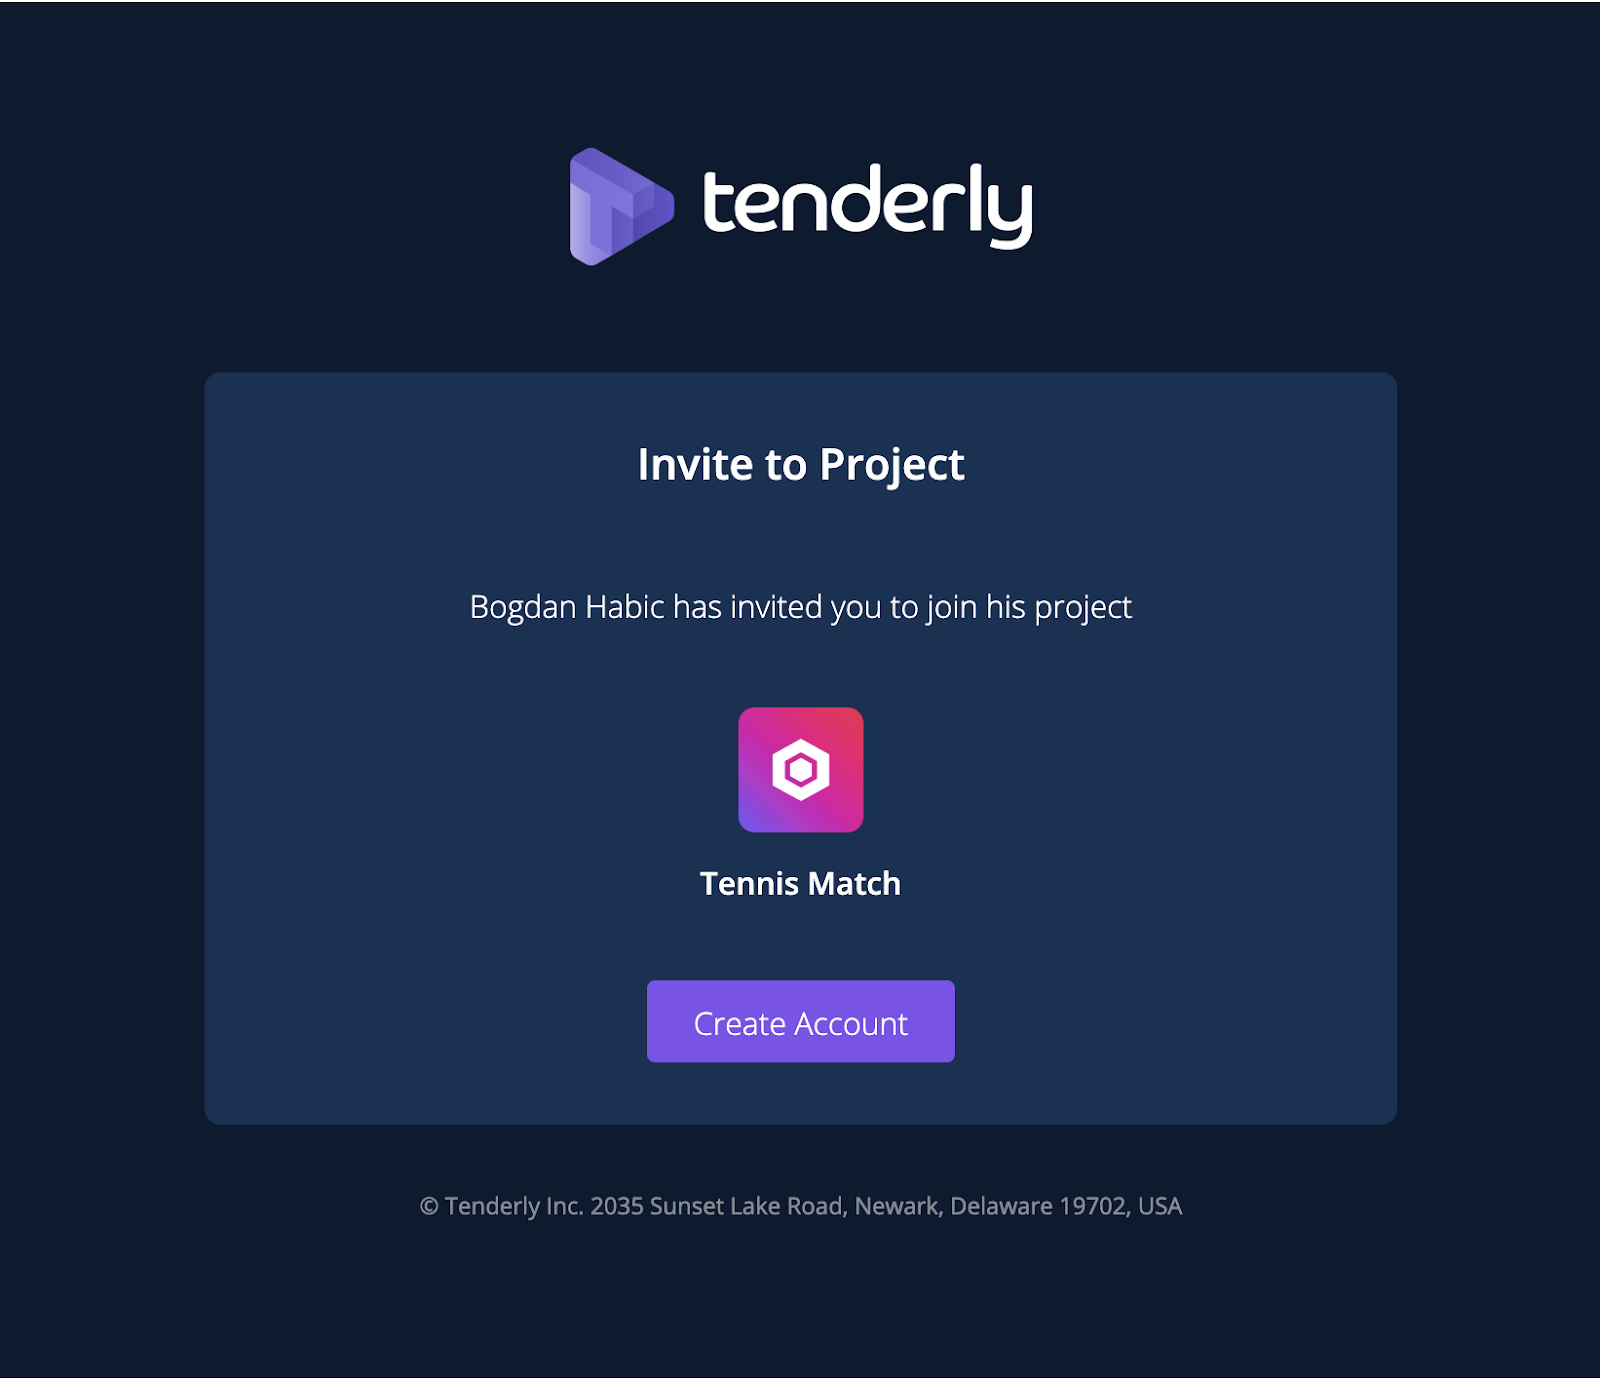 tenderly
Invite to Project
Bogdan Habic has invited you to join his project
Tennis Match
Create Account
© Tenderly Inc. 2035 Sunset Lake Road, Newark, Delaware 19702, USA